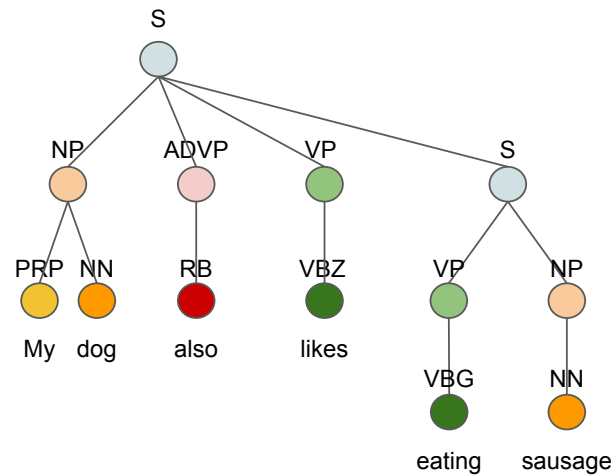 S
NP ADVP VP S
PRP NN RB VBZ VP NP
My dog also likes
VBG NN
eating sausage